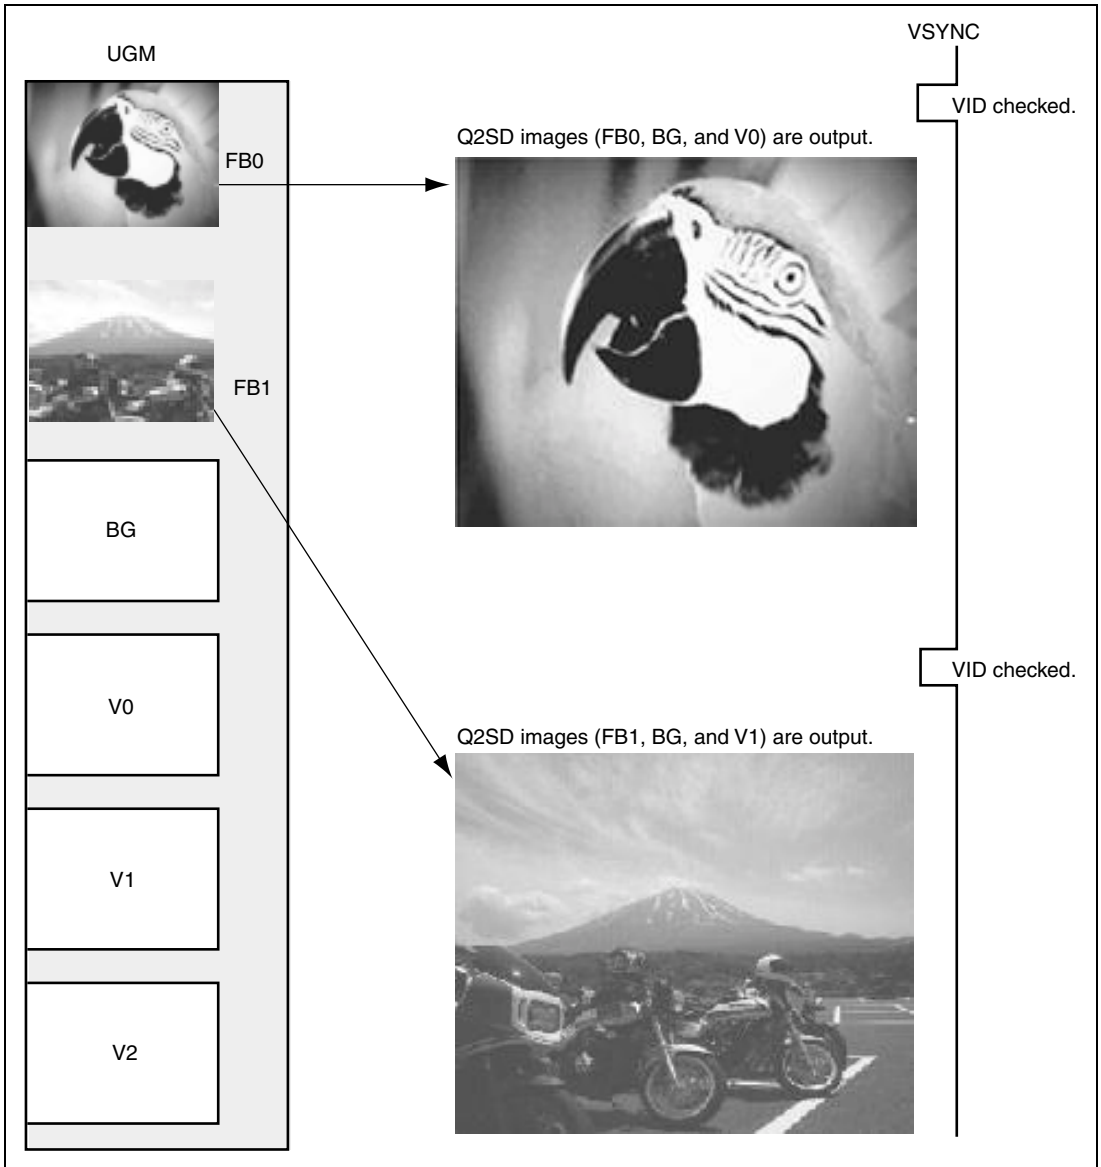 UGM
VSYNC
VID checked.
Q2SD images (FB0, BG, and V0) are output.
FB0
FB1
BG
VID checked.
V0
Q2SD images (FB1, BG, and V1) are output.
V1
V2